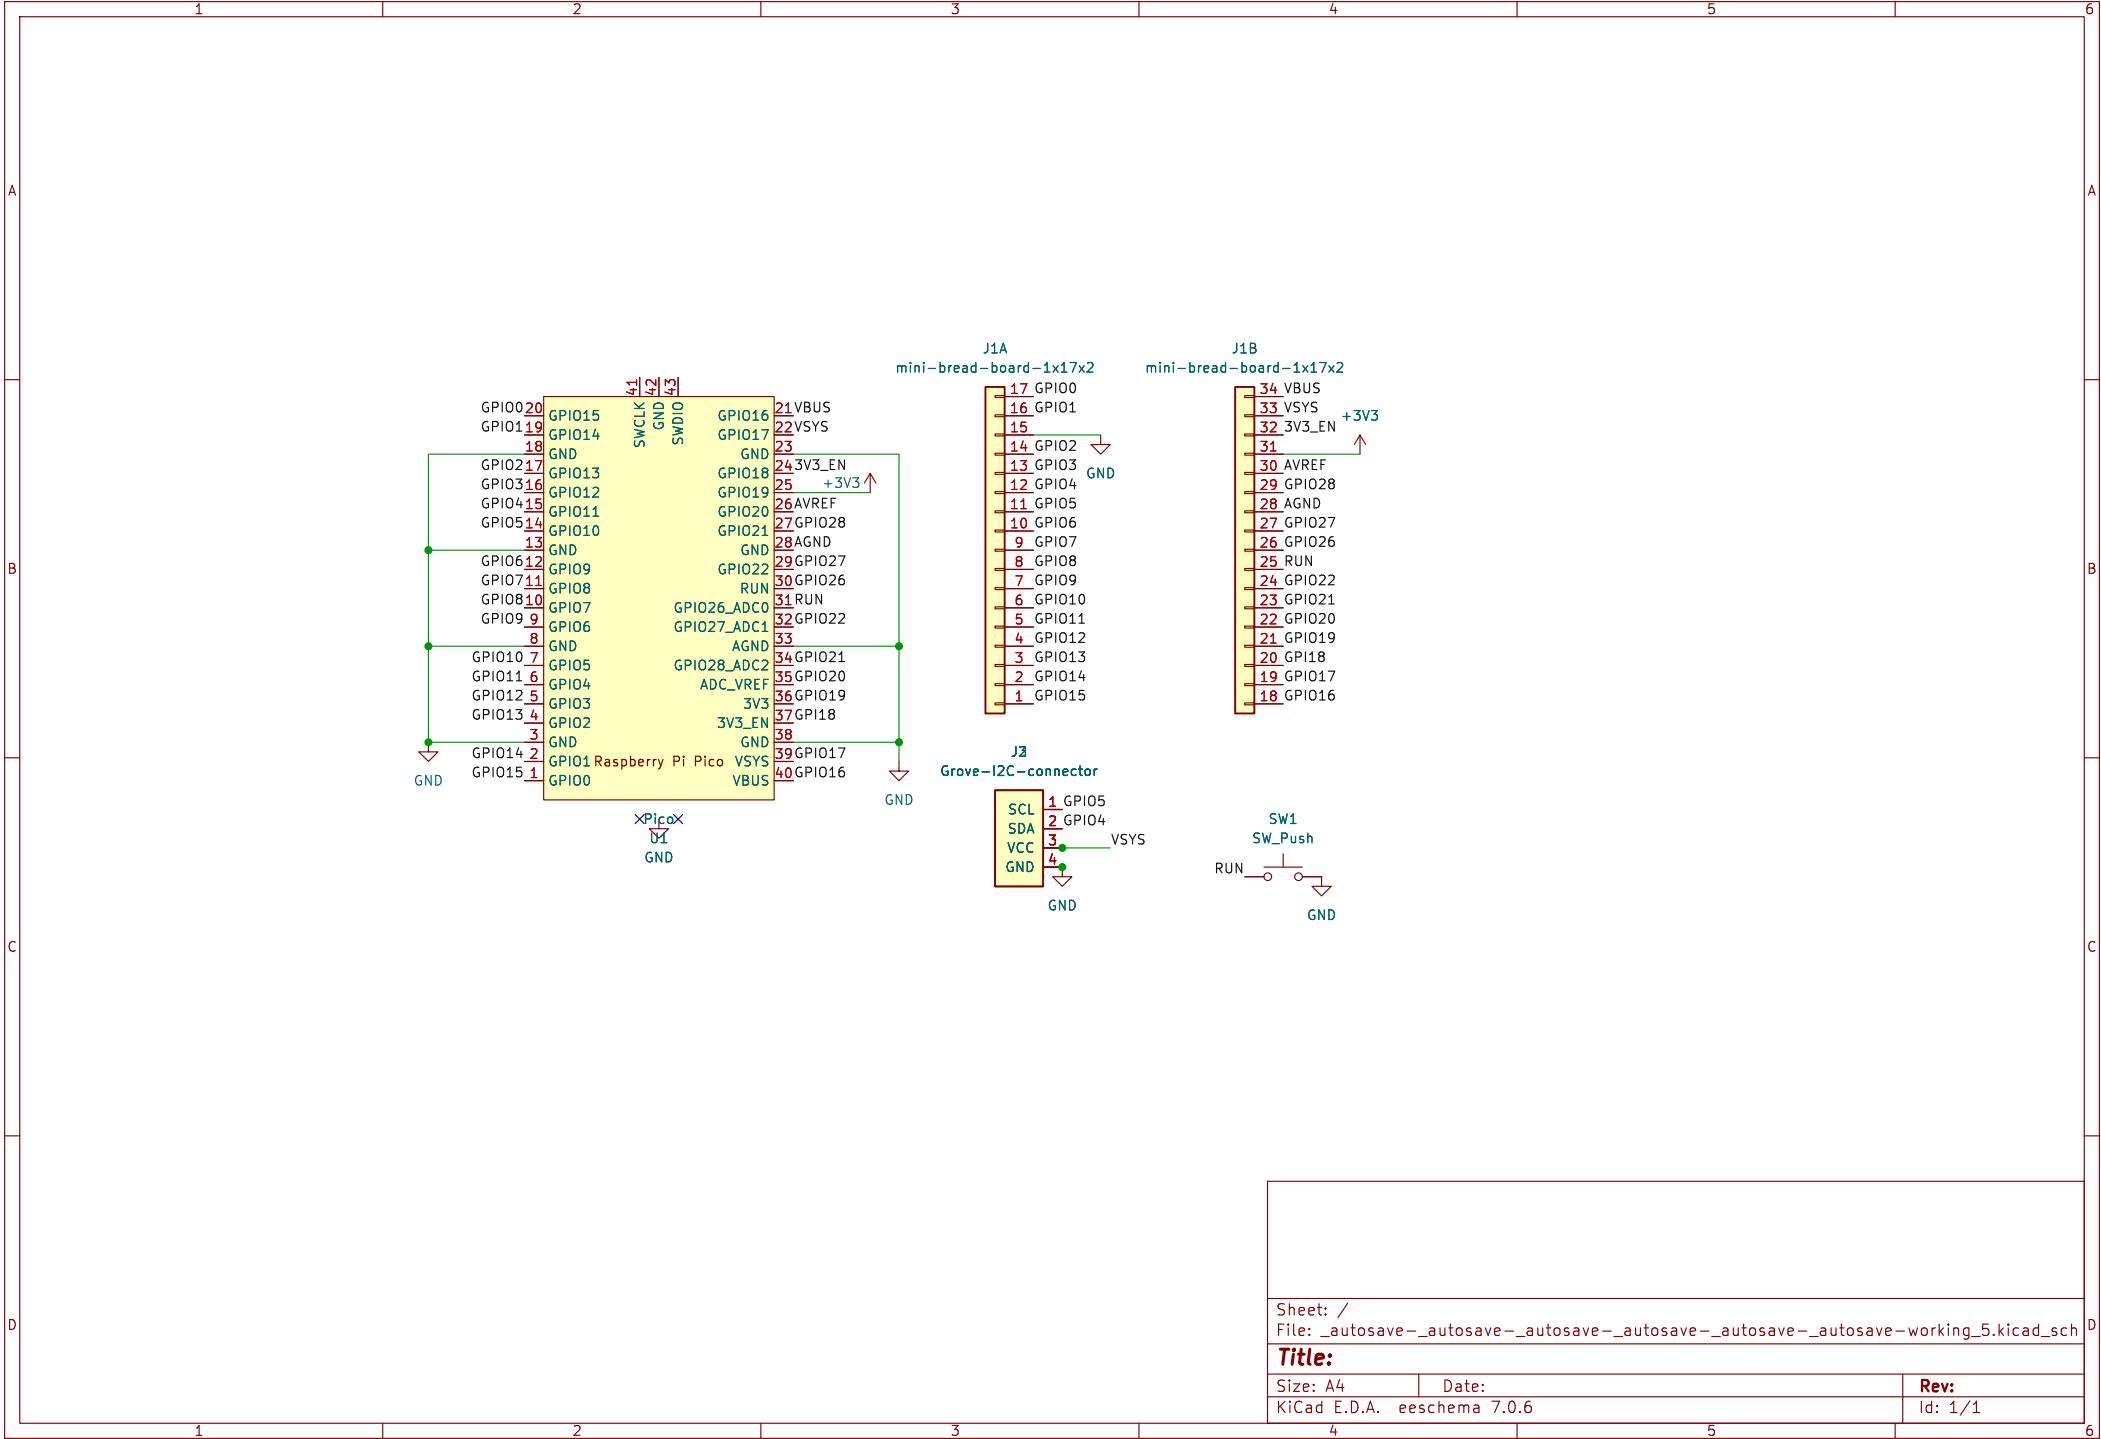 1 2 3 4 5 6
A
B
C
D
A
B
C
D
1 2 3 4 5 6
41 42 43
SWCLK GND SWDIO
GPIO0 20 GPIO15
GPIO1 19 GPIO14
18 GND
GPIO2 17 GPIO13
GPIO3 16 GPIO12
GPIO4 15 GPIO11
GPIO5 14 GPIO10
13 GND
GPIO6 12 GPIO9
GPIO7 11 GPIO8
GPIO8 10 GPIO7
GPIO9 9 GPIO6
8 GND
GPIO10 7 GPIO5
GPIO11 6 GPIO4
GPIO12 5 GPIO3
GPIO13 4 GPIO2
3 GND
GPIO14 2 GPIO1
GPIO15 1 GPIO0
GND
Raspberry Pi Pico
GPIO16 21 VBUS
GPIO17 22 VSYS
GND 23
GPIO18 24 3V3_EN
+3V3
GPIO19 25
GPIO20 26 AVREF
GPIO21 27 GPIO28
GND 28 AGND
GPIO22 29 GPIO27
RUN 30 GPIO26
GPIO26_ADC0 31 RUN
GPIO27_ADC1 32 GPIO22
AGND 33
GPIO28_ADC2 34 GPIO21
ADC_VREF 35 GPIO20
3V3 36 GPIO19
3V3_EN 37 GPI18
GND 38
VSYS 39 GPIO17
VBUS 40 GPIO16
GND
Pico
U1
GND
J1A
mini-bread-board-1x17x2
17 GPIO0
16 GPIO1
15
GND
14 GPIO2
13 GPIO3
12 GPIO4
11 GPIO5
10 GPIO6
9 GPIO7
8 GPIO8
7 GPIO9
6 GPIO10
5 GPIO11
4 GPIO12
3 GPIO13
2 GPIO14
1 GPIO15
J1B
mini-bread-board-1x17x2
34 VBUS
33 VSYS
+3V3
32 3V3_EN
31
30 AVREF
29 GPIO28
28 AGND
27 GPIO27
26 GPIO26
25 RUN
24 GPIO22
23 GPIO21
22 GPIO20
21 GPIO19
20 GPI18
19 GPIO17
18 GPIO16
Grove-I2C-connector
SCL 1 GPIO5
SDA 2 GPIO4
VCC 3 VSYS
GND 4
GND
SW1
SW_Push
RUN
GND
Sheet: /
File: _autosave-_autosave-_autosave-_autosave-_autosave-_autosave-working_5.kicad_sch
Title:
Size: A4 Date: Rev:
KiCad E.D.A. eeschema 7.0.6 Id: 1/1